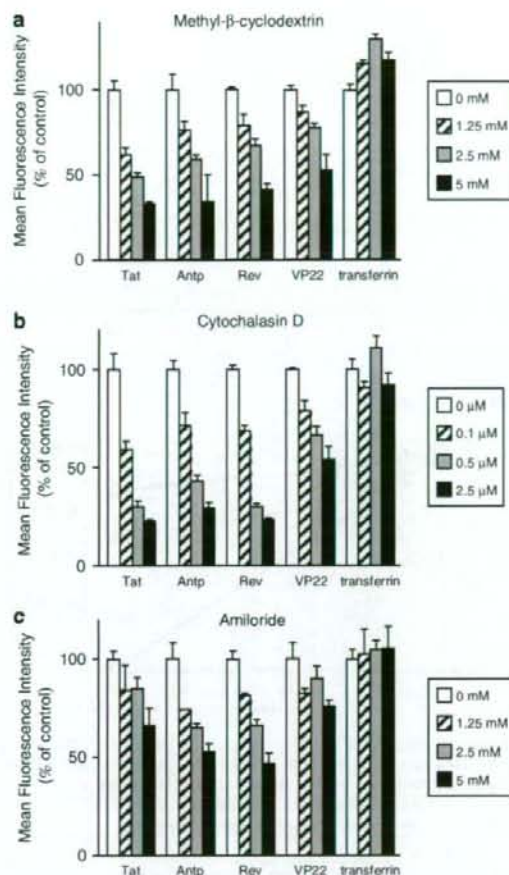 a
Methyl-β-cyclodextrin
Mean Fluorescence Intensity
(% of control)
100
50
0
Tat Antp Rev VP22 transferrin
0 mM
1.25 mM
2.5 mM
5 mM
b
Cytochalasin D
Mean Fluorescence Intensity
(% of control)
100
50
0
Tat Antp Rev VP22 transferrin
0 μM
0.1 μM
0.5 μM
2.5 μM
c
Amiloride
Mean Fluorescence Intensity
(% of control)
100
50
0
Tat Antp Rev VP22 transferrin
0 mM
1.25 mM
2.5 mM
5 mM